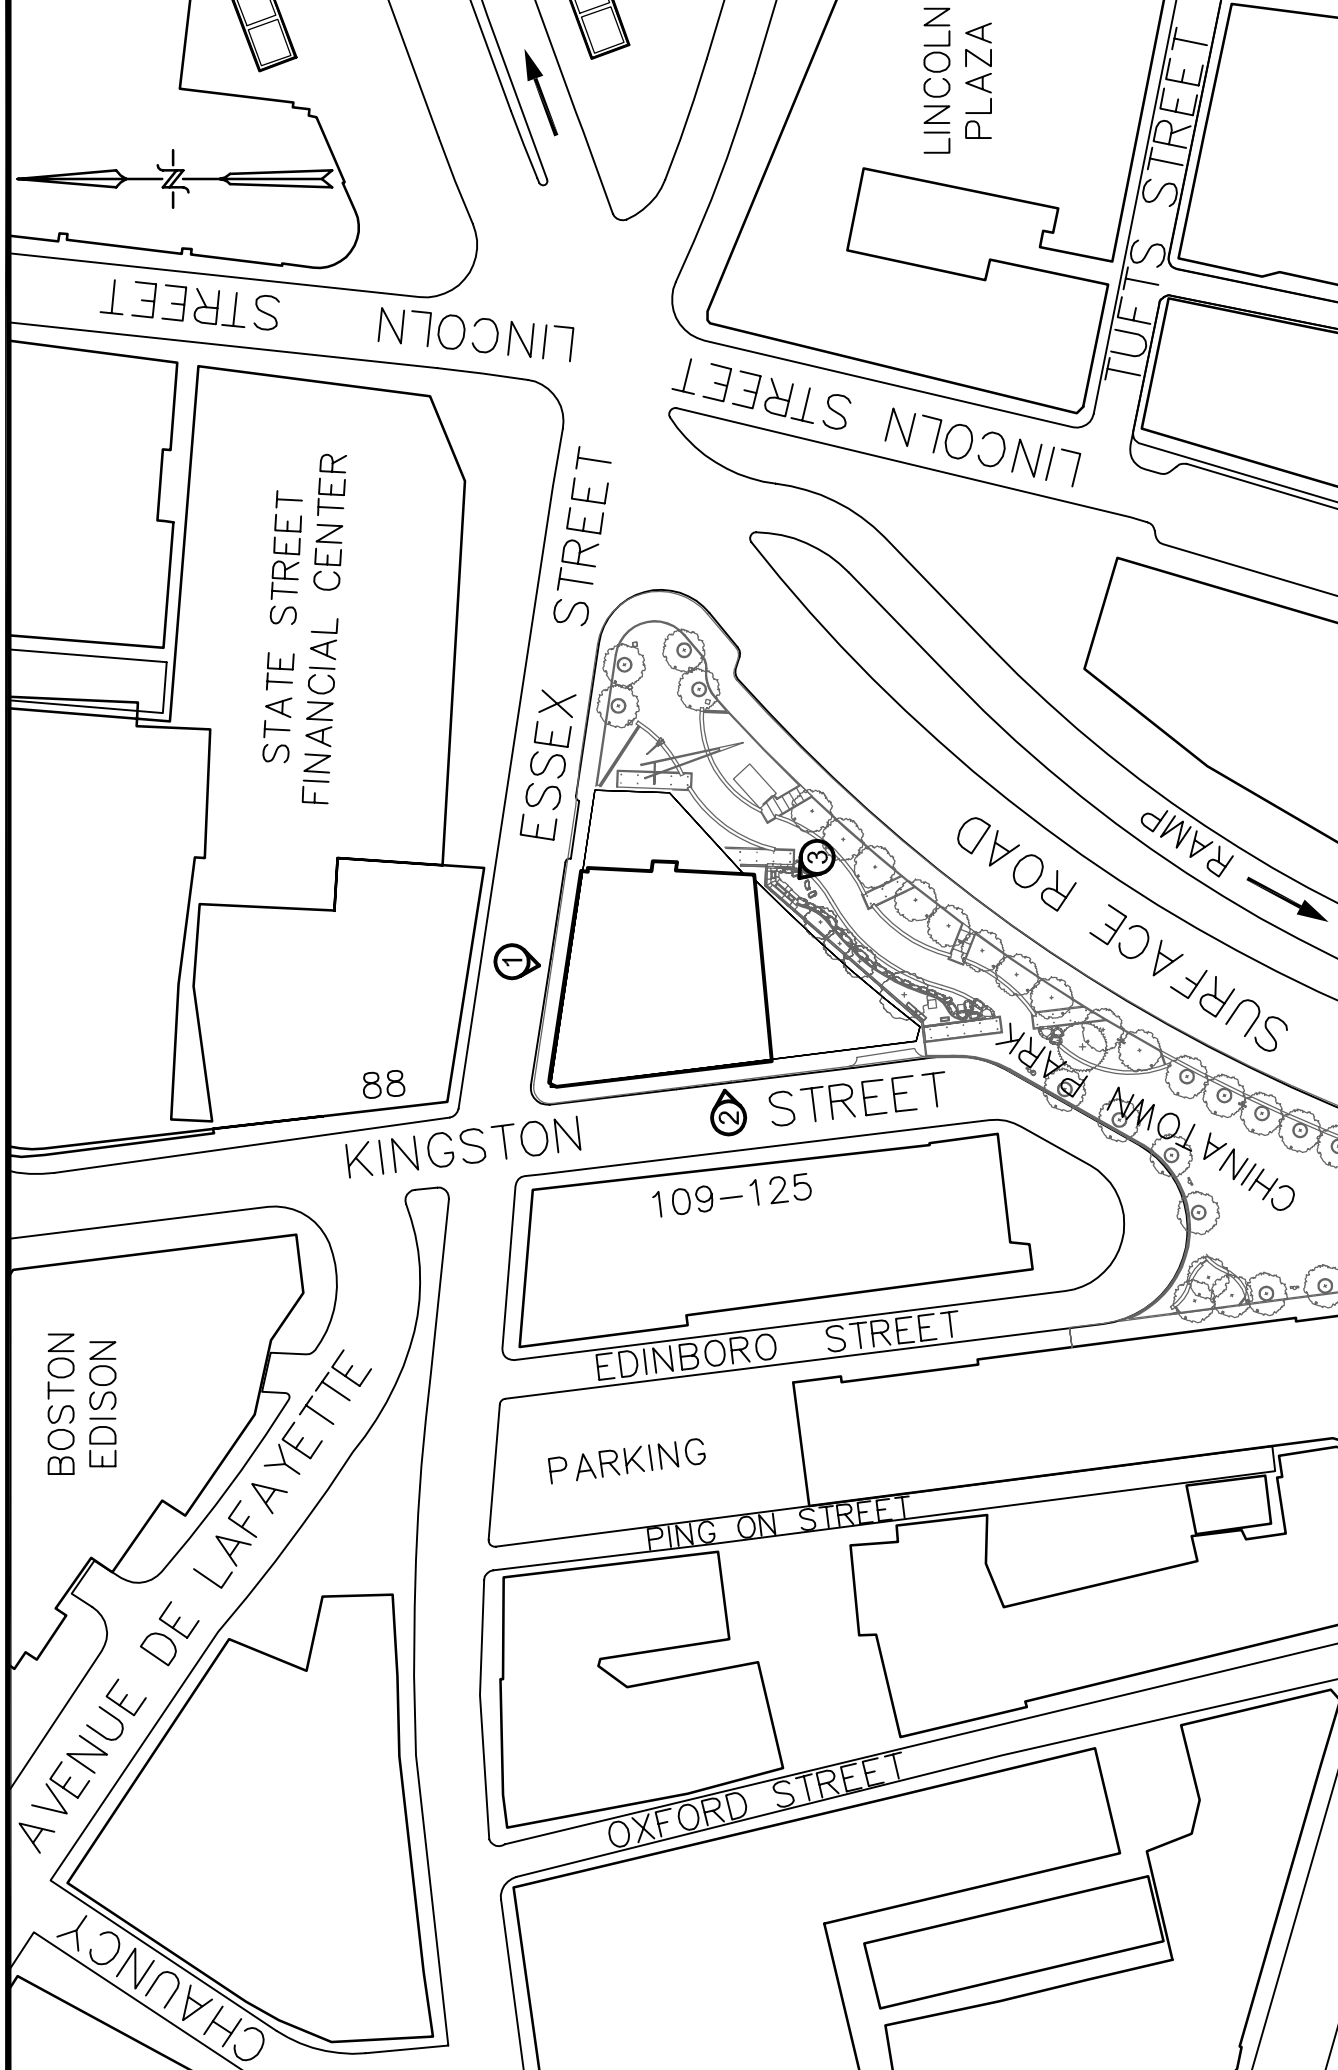 LINCOLN
PLAZA
TUFTS STREET
N
LINCOLN STREET
LINCOLN STREET
STATE STREET
FINANCIAL CENTER
ESSEX STREET
SURFACE ROAD
RAMP
3
1
2
88
KINGSTON STREET
CHINATOWN PARK
109-125
BOSTON
EDISON
EDINBORO STREET
PARKING
PING ON STREET
AVENUE DE LAFAYETTE
OXFORD STREET
CHAUNCY